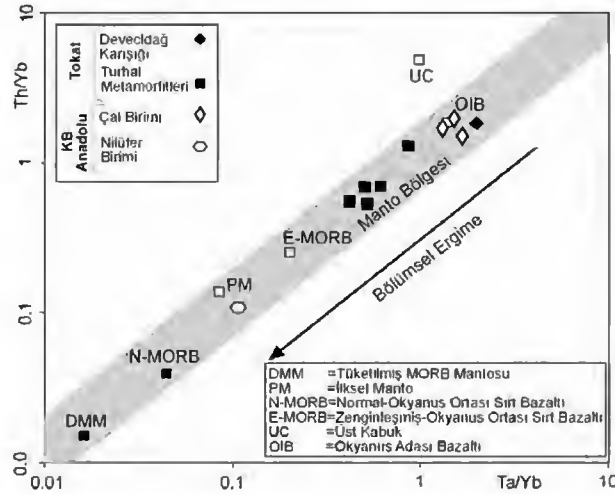 10
Th/Yb
1
0.1
0.0
Tokat
Devecidağ
Karışığı
Turhal
Metamorfitleri
KB
Anadolu
Çal Birimi
Nilüfer
Birimi
UC
OIB
Manto Bölgesi
E-MORB
Bölümsel Ergime
PM
N-MORB
DMM
DMM =Tüketilmiş MORB Mantosu
PM =İlksel Manto
N-MORB=Normal-Okyanus Ortası Sırt Bazaltı
E-MORB=Zenginleşmiş-Okyanus Ortası Sırt Bazaltı
UC =Üst Kabuk
OIB =Okyanıs Adası Bazaltı
0.01 0.1 1 Ta/Yb 10